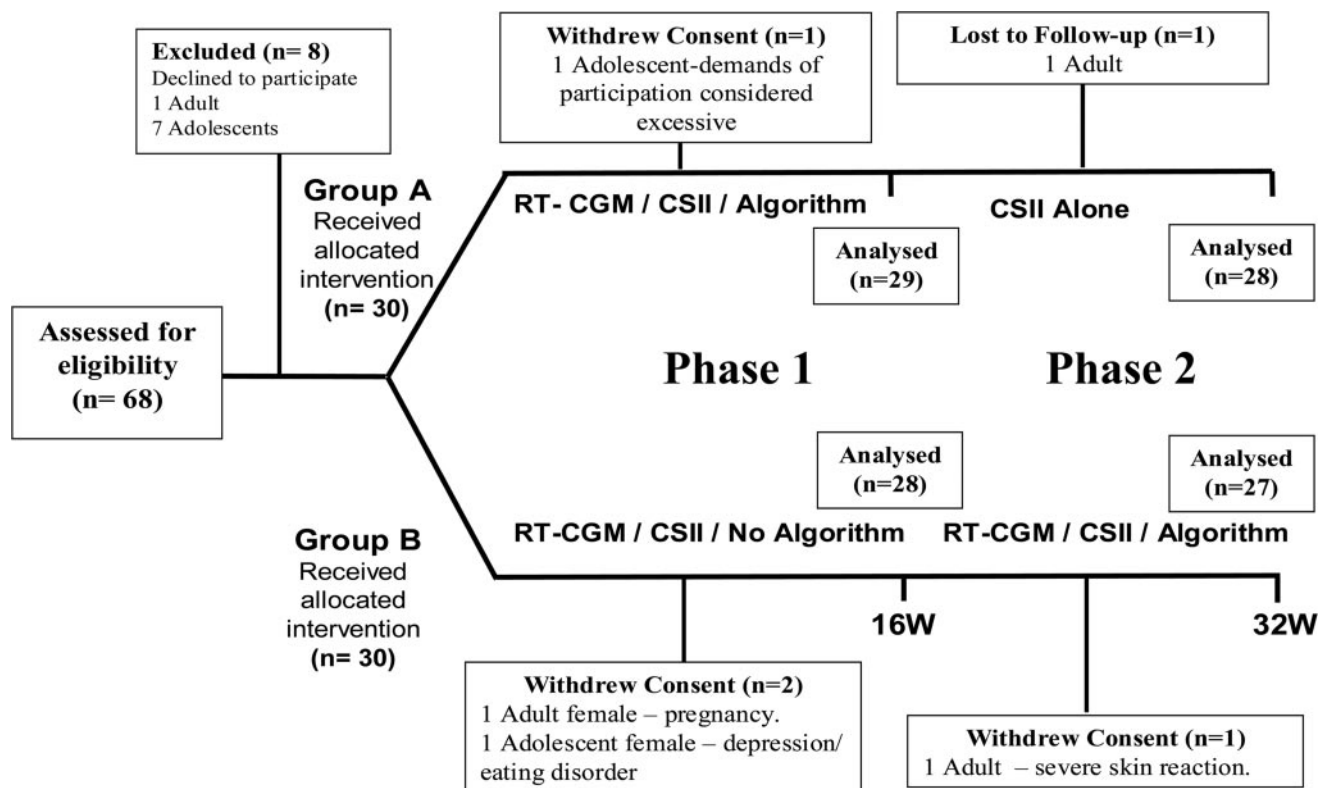 Excluded (n= 8)
Declined to participate
1 Adult
7 Adolescents
Withdrew Consent (n=1)
1 Adolescent-demands of
participation considered
excessive
Lost to Follow-up (n=1)
1 Adult
Group A
Received
allocated
intervention
(n= 30)
RT- CGM / CSII / Algorithm
CSII Alone
Analysed
(n=29)
Analysed
(n=28)
Assessed for
eligibility
(n= 68)
Phase 1
Phase 2
Analysed
(n=28)
Analysed
(n=27)
Group B
Received
allocated
intervention
(n= 30)
RT-CGM / CSII / No Algorithm
RT-CGM / CSII / Algorithm
16W
32W
Withdrew Consent (n=2)
1 Adult female – pregnancy.
1 Adolescent female – depression/
eating disorder
Withdrew Consent (n=1)
1 Adult – severe skin reaction.